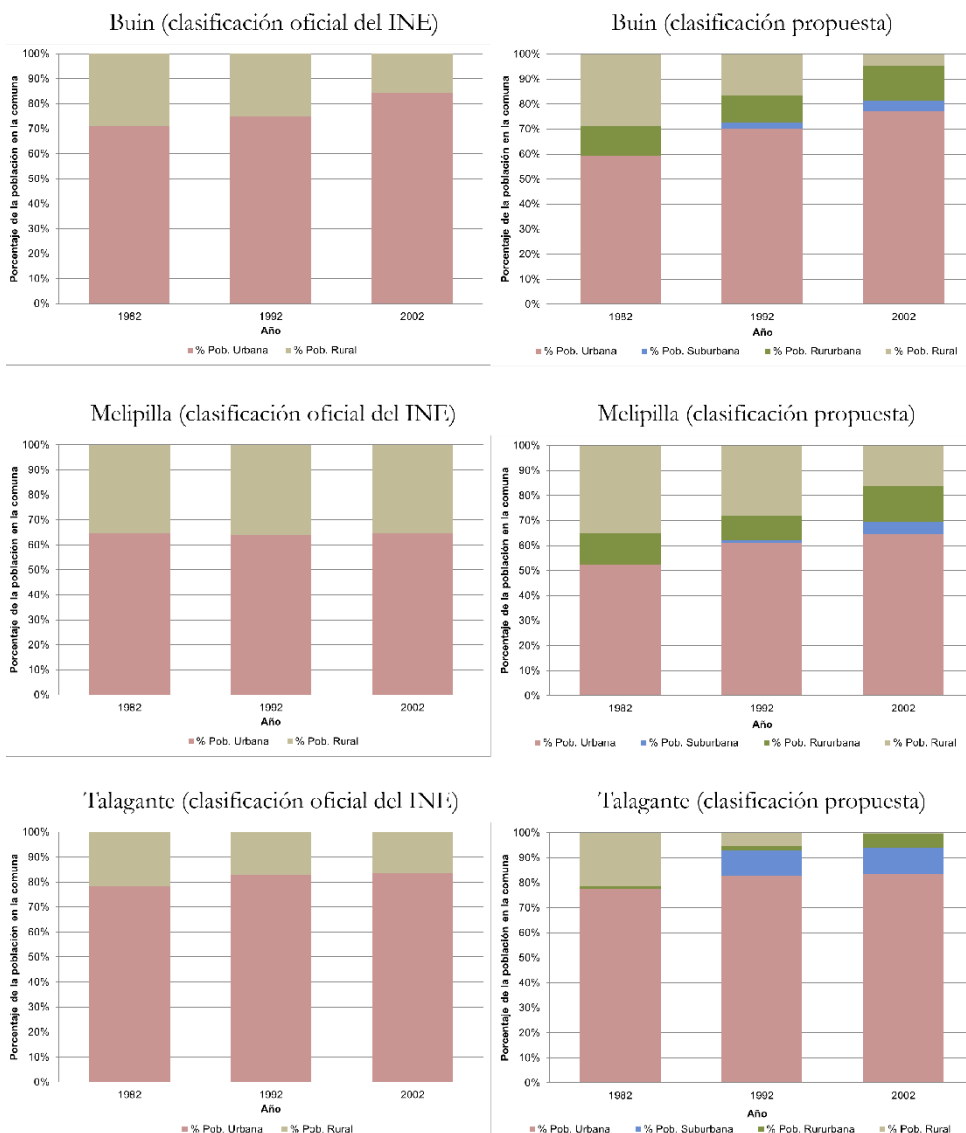 Buin (clasificación oficial del INE)
Porcentaje de la población en la comuna
100%
90%
80%
70%
60%
50%
40%
30%
20%
10%
0%
1982 1992 2002
Año
% Pob. Urbana % Pob. Rural
Buin (clasificación propuesta)
Porcentaje de la población en la comuna
100%
90%
80%
70%
60%
50%
40%
30%
20%
10%
0%
1982 1992 2002
Año
% Pob. Urbana % Pob. Suburbana % Pob. Rururbana % Pob. Rural
Melipilla (clasificación oficial del INE)
Porcentaje de la población en la comuna
100%
90%
80%
70%
60%
50%
40%
30%
20%
10%
0%
1982 1992 2002
Año
% Pob. Urbana % Pob. Rural
Melipilla (clasificación propuesta)
Porcentaje de la población en la comuna
100%
90%
80%
70%
60%
50%
40%
30%
20%
10%
0%
1982 1992 2002
Año
% Pob. Urbana % Pob. Suburbana % Pob. Rururbana % Pob. Rural
Talagante (clasificación oficial del INE)
Porcentaje de la población en la comuna
100%
90%
80%
70%
60%
50%
40%
30%
20%
10%
0%
1982 1992 2002
Año
% Pob. Urbana % Pob. Rural
Talagante (clasificación propuesta)
Porcentaje de la población en la comuna
100%
90%
80%
70%
60%
50%
40%
30%
20%
10%
0%
1982 1992 2002
Año
% Pob. Urbana % Pob. Suburbana % Pob. Rururbana % Pob. Rural